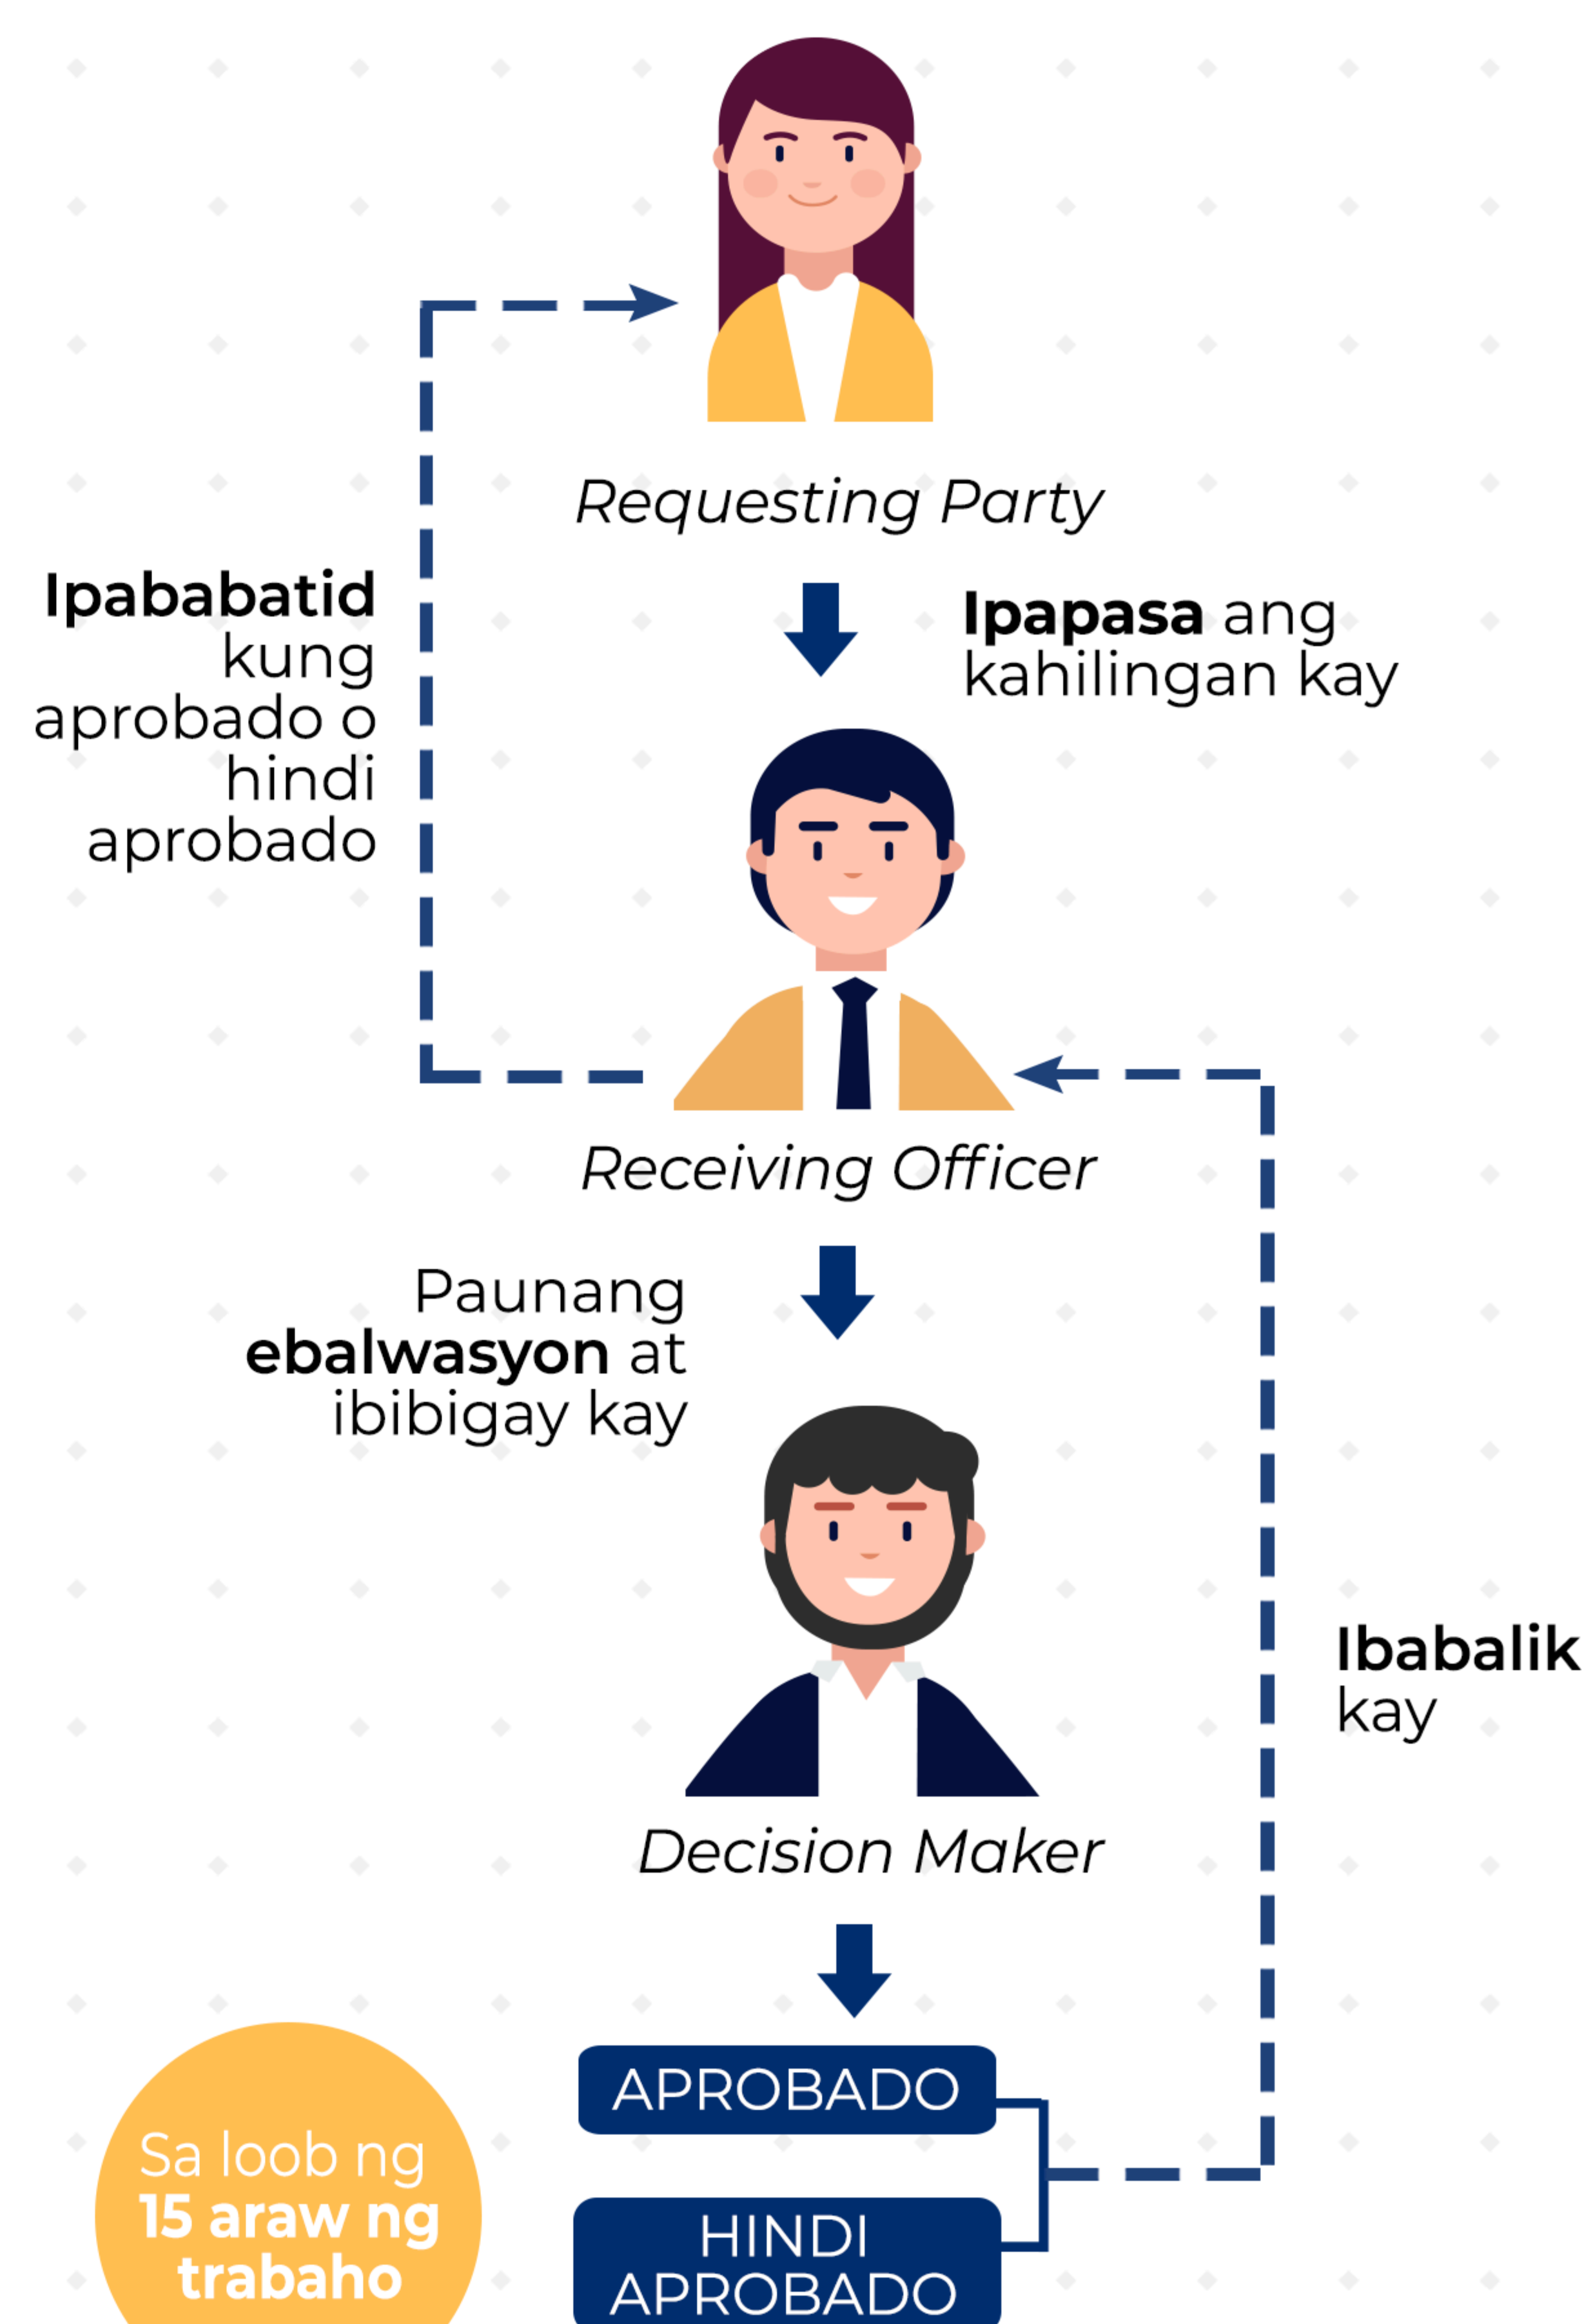 Requesting Party
Ipapasa ang
kahilingan kay
Ipababatid
kung
aprobado o
hindi
aprobado
Receiving Officer
Paunang
ebalwasyon at
ibibigay kay
Decision Maker
Ibabalik
kay
APROBADO
HINDI
APROBADO
Sa loob ng
15 araw ng
trabaho